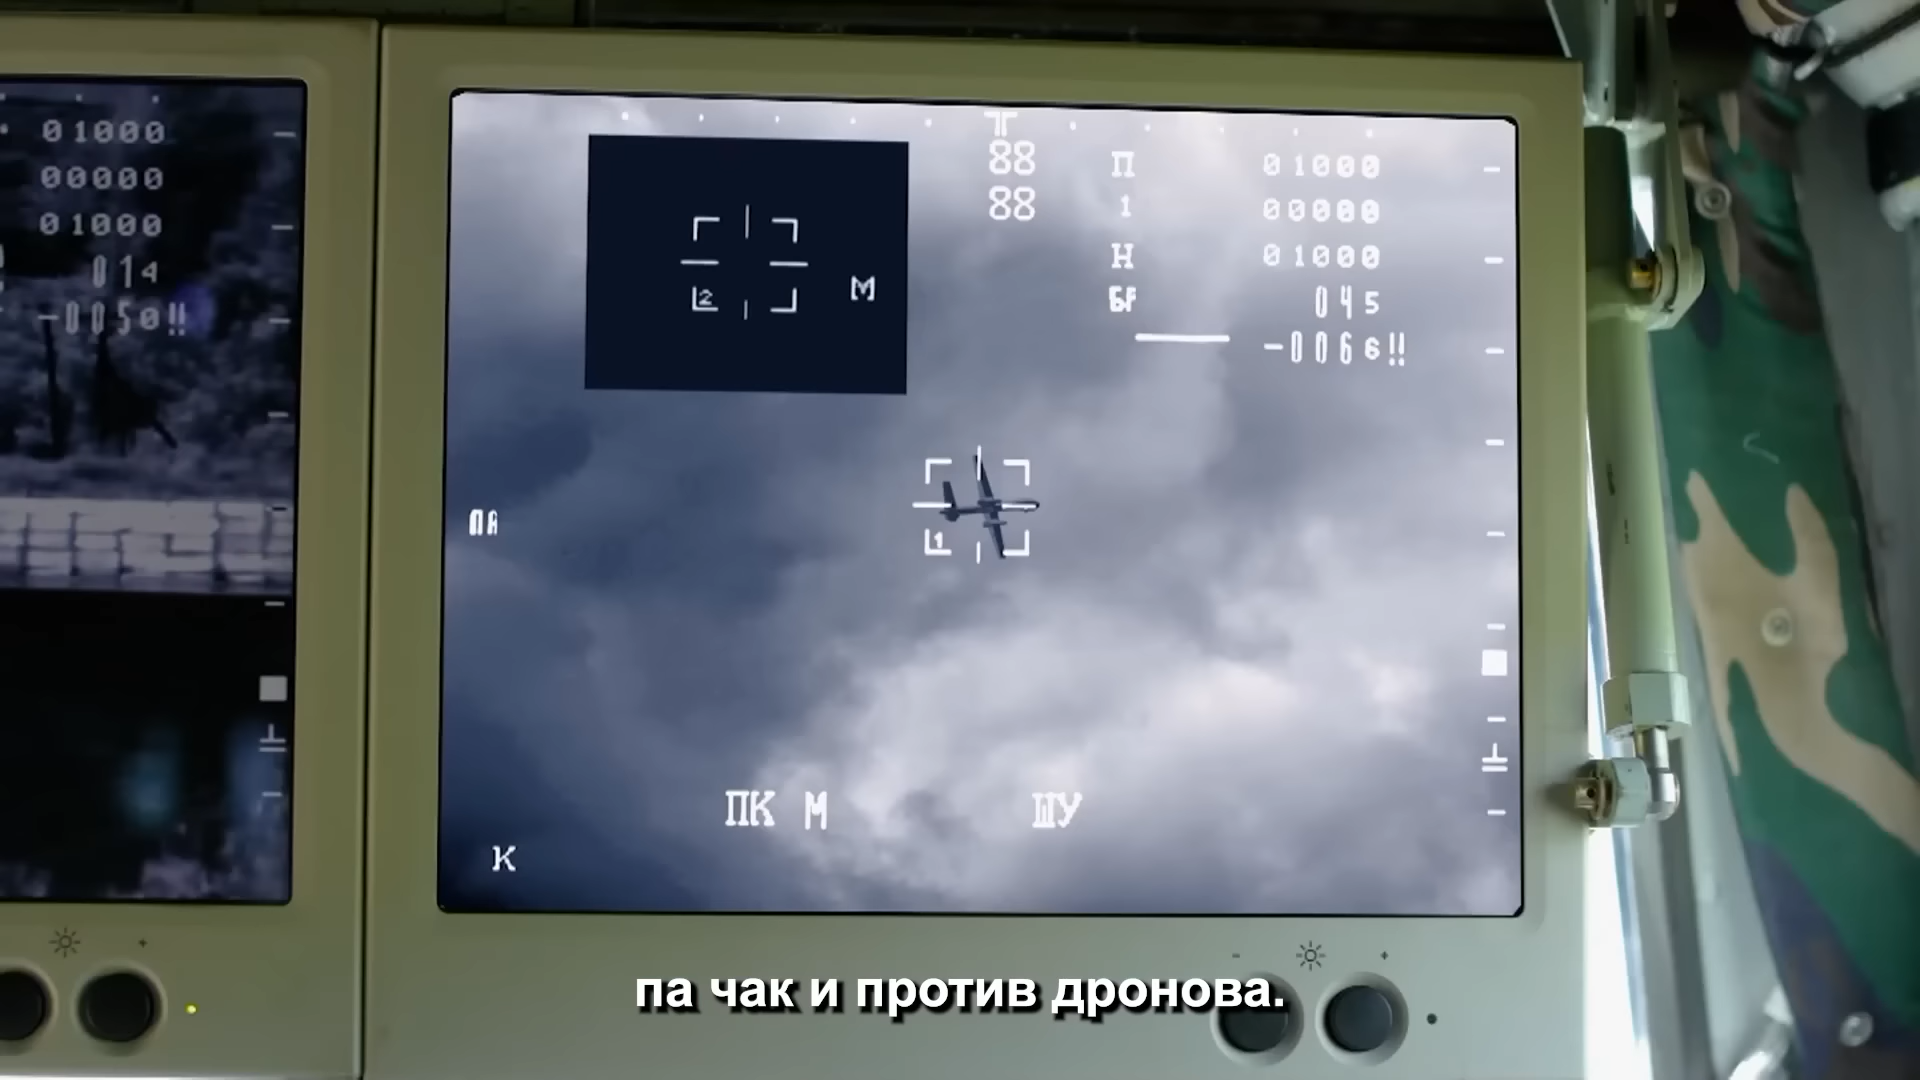 01000
00000
01000
014
-0050!!
88
88
П 01000
1 00000
Н 01000
БР 045
-0066!!
2
М
ПА
1
ПК М ШУ
К
па чак и против дронова.